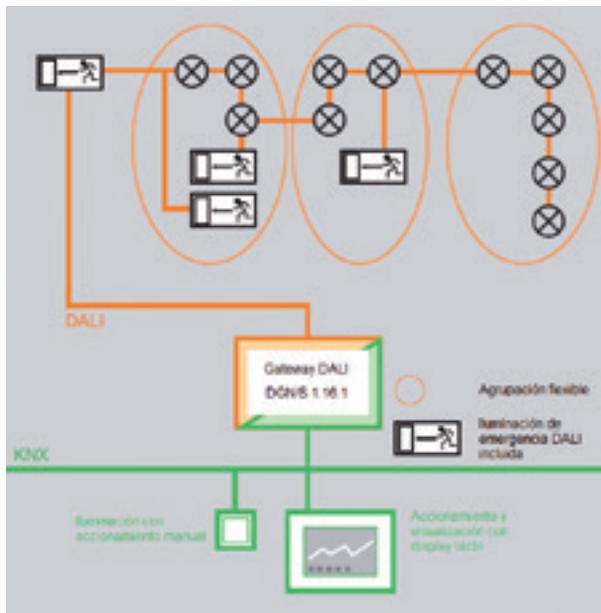 DALI
Gateway DALI
DGN/S 1.16.1
Agrupación flexible
Iluminación de
emergencia DALI
incluida
KNX
Iluminación con
accionamiento manual
Accionamiento y
visualización con
display táctil